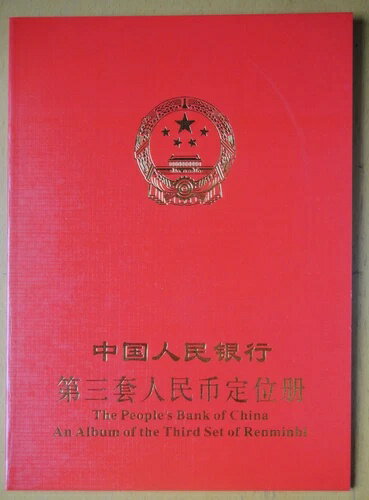 中国人民银行
第三套人民币定位册
The People's Bank of China
An Album of the Third Set of Renminbi